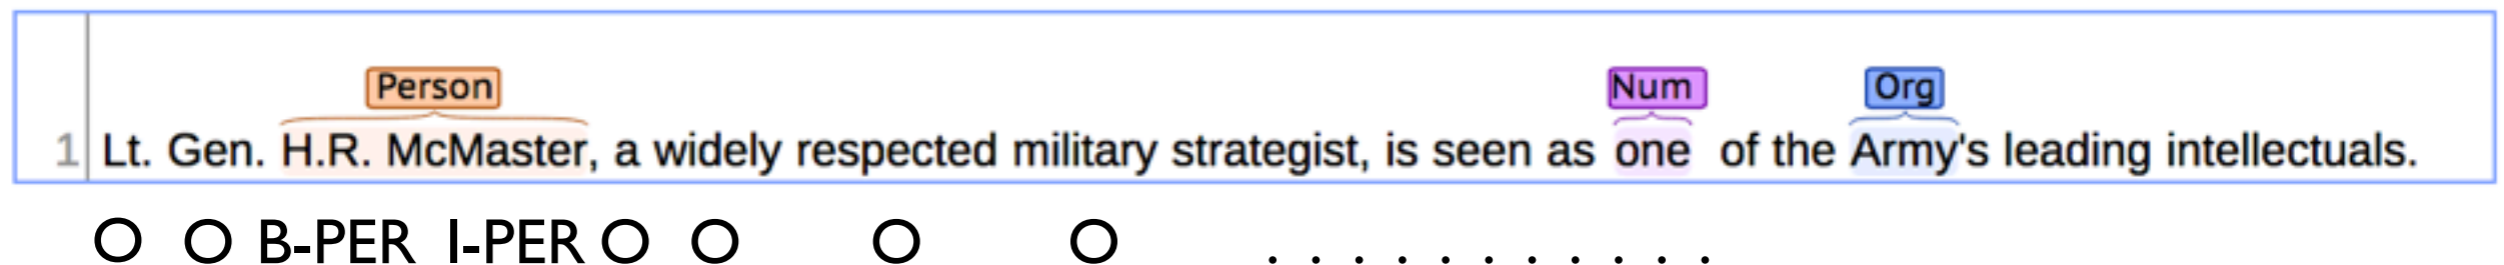 Person Num Org
1 Lt. Gen. H.R. McMaster, a widely respected military strategist, is seen as one of the Army's leading intellectuals.
O O B-PER I-PER O O O O . . . . . . . . . . .